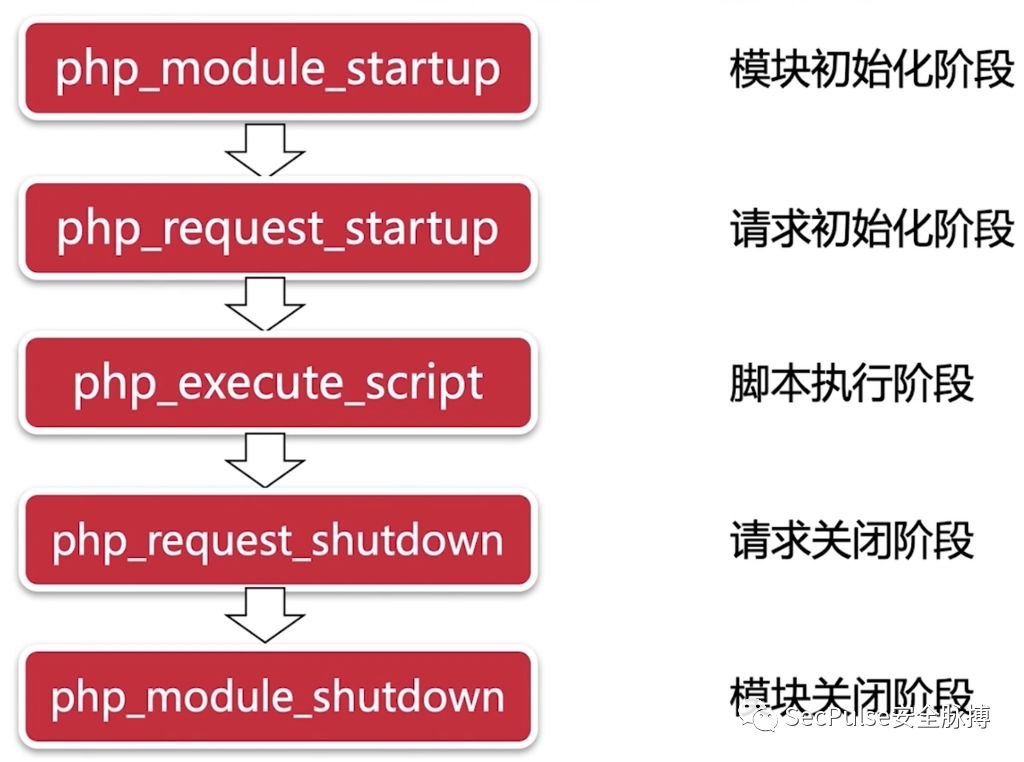 php_module_startup 模块初始化阶段
php_request_startup 请求初始化阶段
php_execute_script 脚本执行阶段
php_request_shutdown 请求关闭阶段
php_module_shutdown 模块关闭阶段
SecPulse安全脉搏